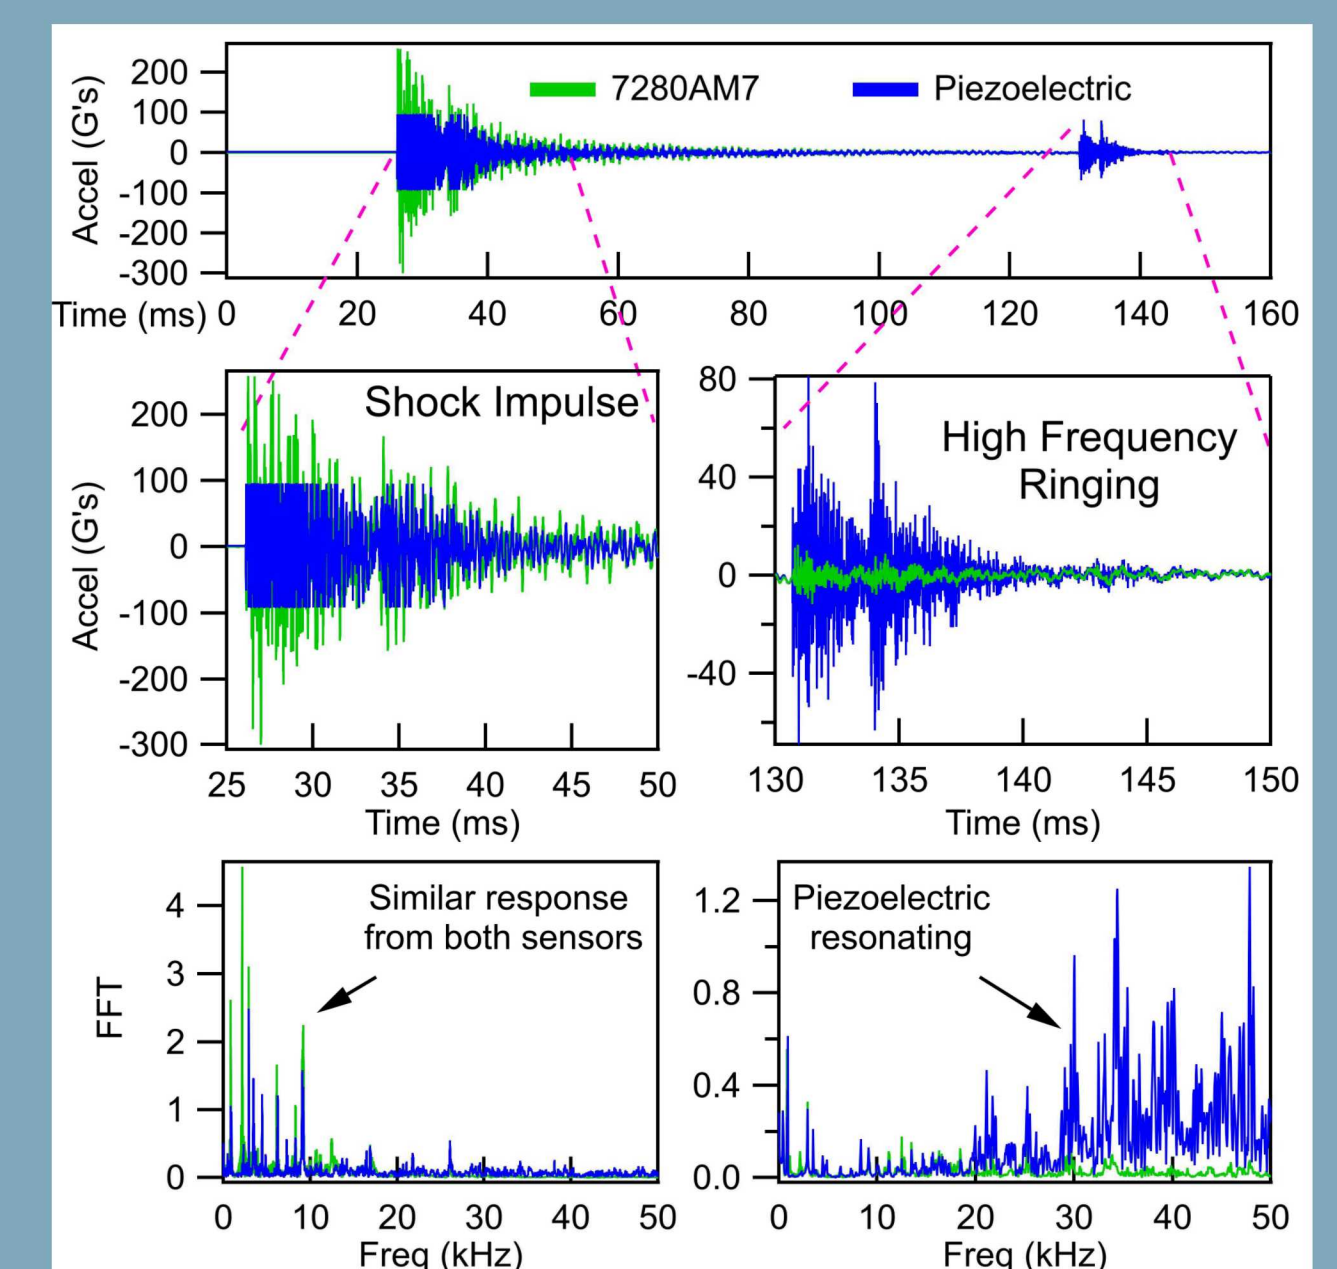 7280AM7 Piezoelectric
Accel (G's)
200
100
0
-100
-200
-300
Time (ms) 0 20 40 60 80 100 120 140 160
Shock Impulse
Accel (G's)
200
100
0
-100
-200
-300
25 30 35 40 45 50
Time (ms)
High Frequency
Ringing
80
40
0
-40
130 135 140 145 150
Time (ms)
Similar response
from both sensors
FFT
4
3
2
1
0
0 10 20 30 40 50
Freq (kHz)
Piezoelectric
resonating
1.2
0.8
0.4
0.0
0 10 20 30 40 50
Freq (kHz)